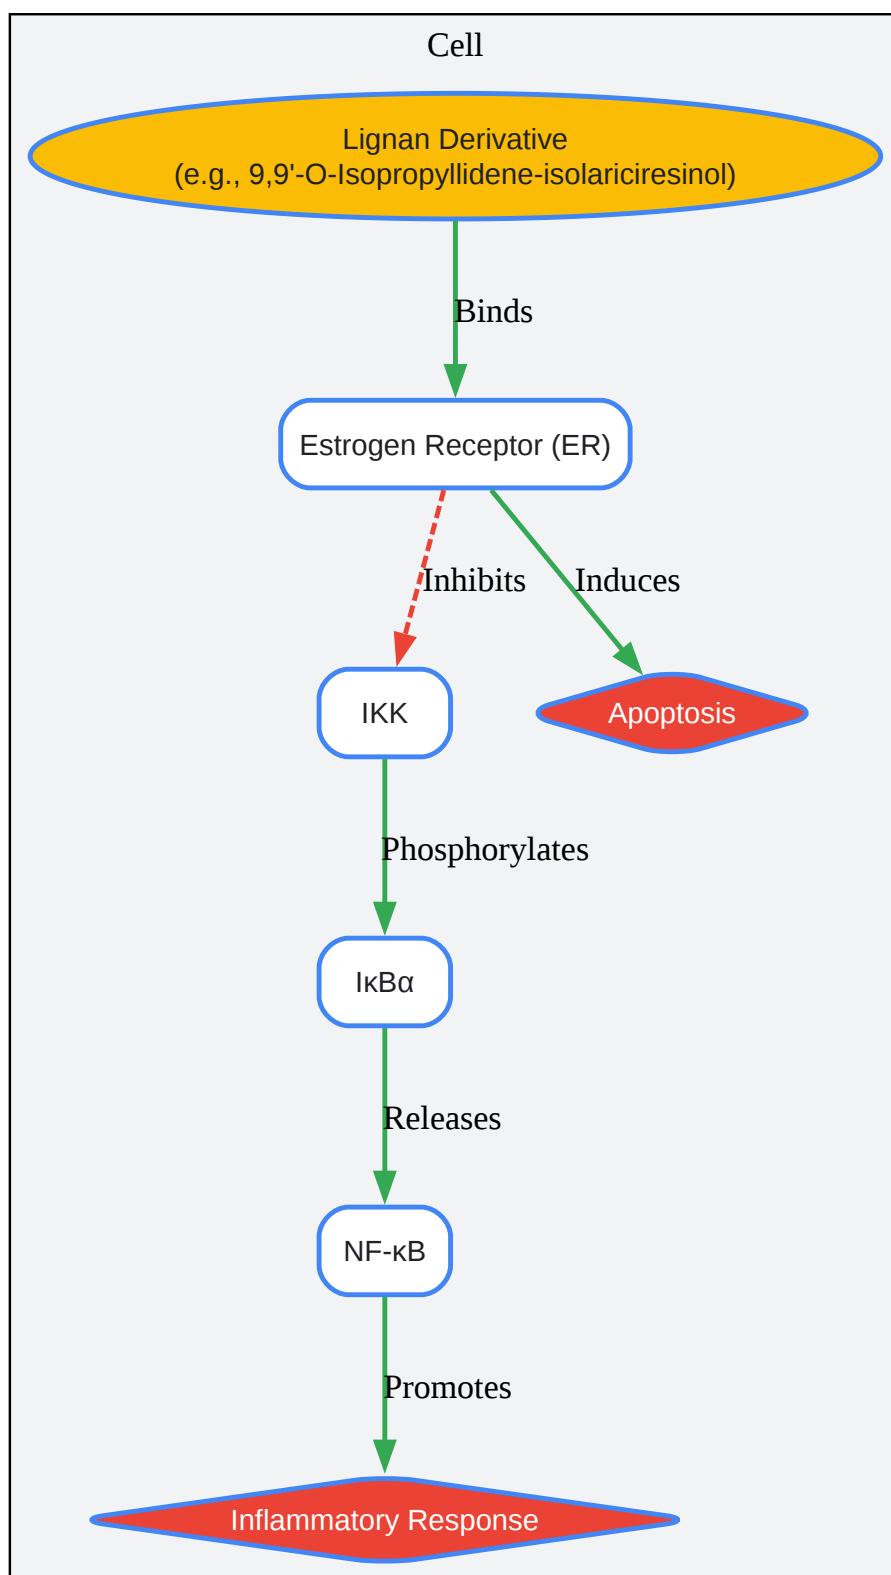 Cell
Lignan Derivative
(e.g., 9,9'-O-Isopropyllidene-isolariciresinol)
Binds
Estrogen Receptor (ER)
Inhibits
Induces
IKK
Apoptosis
Phosphorylates
IκBα
Releases
NF-κB
Promotes
Inflammatory Response